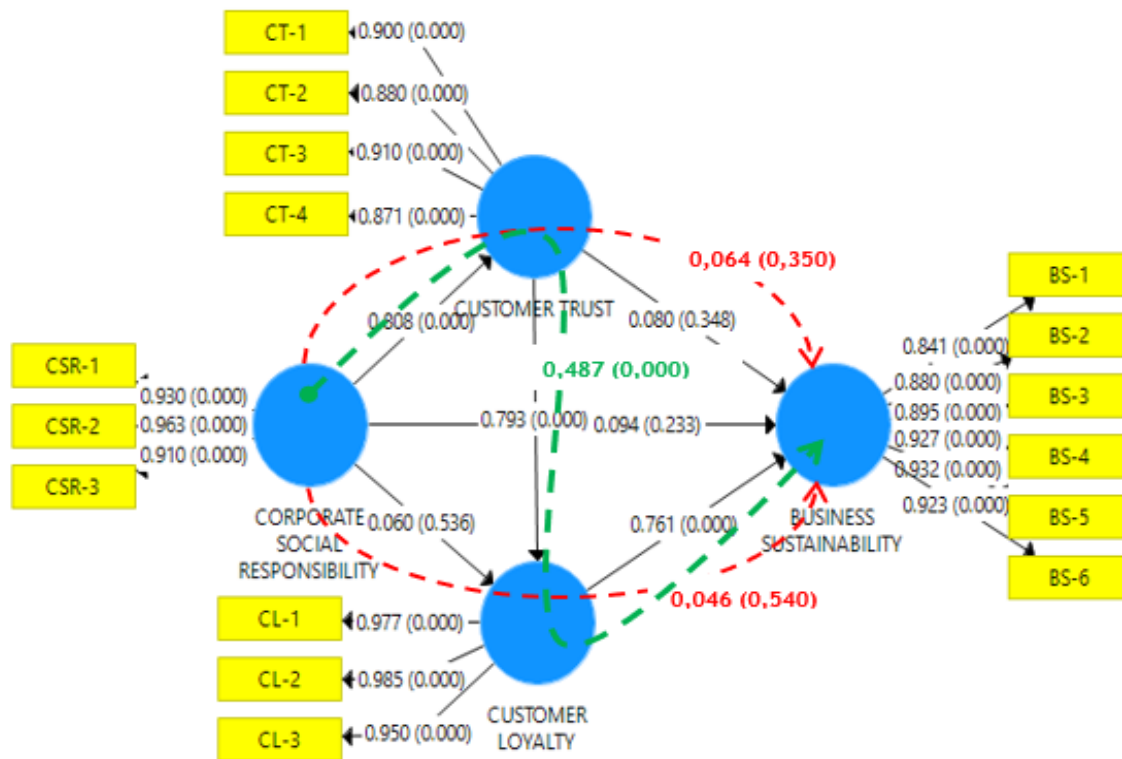 CT-1
0.900 (0.000)
CT-2
0.880 (0.000)
CT-3
0.910 (0.000)
CT-4
0.871 (0.000)
CUSTOMER TRUST
0,064 (0,350)
0.808 (0.000)
0.080 (0.348)
BS-1
BS-2
BS-3
BS-4
BS-5
BS-6
0.841 (0.000)
0.880 (0.000)
0.895 (0.000)
0.927 (0.000)
0.932 (0.000)
0.923 (0.000)
CSR-1
CSR-2
CSR-3
0.930 (0.000)
0.963 (0.000)
0.910 (0.000)
0,487 (0,000)
0.793 (0.000)
0.094 (0.233)
CORPORATE
SOCIAL
RESPONSIBILITY
0.060 (0.536)
0.761 (0.000)
BUSINESS
SUSTAINABILITY
0,046 (0,540)
CL-1
0.977 (0.000)
CL-2
0.985 (0.000)
CL-3
0.950 (0.000)
CUSTOMER
LOYALTY